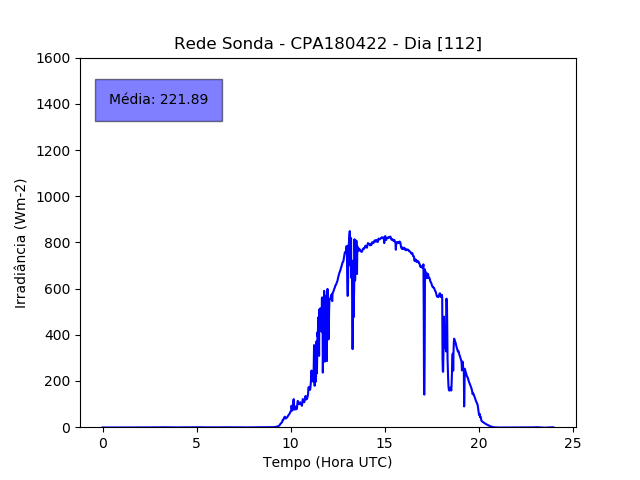 Rede Sonda - CPA180422 - Dia [112]
1600
1400
1200
1000
800
600
400
200
0
Média: 221.89
Irradiância (Wm-2)
0 5 10 15 20 25
Tempo (Hora UTC)